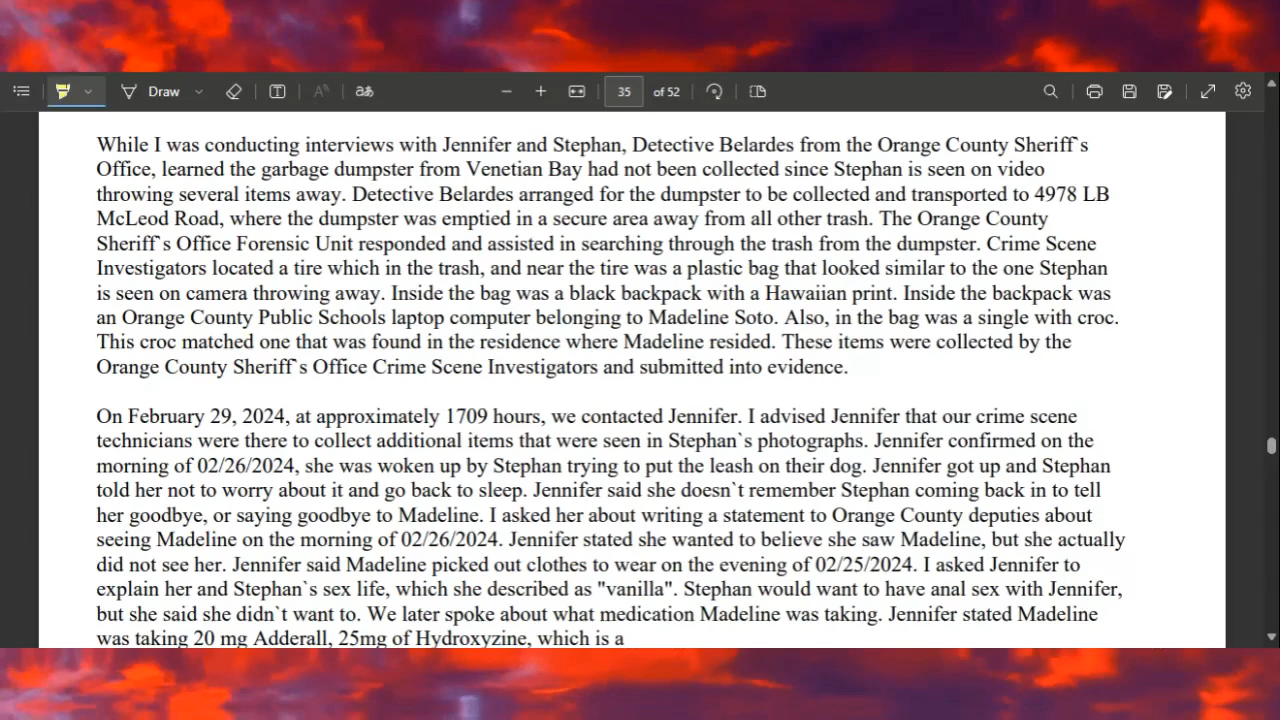 Draw
35 of 52
While I was conducting interviews with Jennifer and Stephan, Detective Belardes from the Orange County Sheriff`s
Office, learned the garbage dumpster from Venetian Bay had not been collected since Stephan is seen on video
throwing several items away. Detective Belardes arranged for the dumpster to be collected and transported to 4978 LB
McLeod Road, where the dumpster was emptied in a secure area away from all other trash. The Orange County
Sheriff`s Office Forensic Unit responded and assisted in searching through the trash from the dumpster. Crime Scene
Investigators located a tire which in the trash, and near the tire was a plastic bag that looked similar to the one Stephan
is seen on camera throwing away. Inside the bag was a black backpack with a Hawaiian print. Inside the backpack was
an Orange County Public Schools laptop computer belonging to Madeline Soto. Also, in the bag was a single with croc.
This croc matched one that was found in the residence where Madeline resided. These items were collected by the
Orange County Sheriff`s Office Crime Scene Investigators and submitted into evidence.
On February 29, 2024, at approximately 1709 hours, we contacted Jennifer. I advised Jennifer that our crime scene
technicians were there to collect additional items that were seen in Stephan`s photographs. Jennifer confirmed on the
morning of 02/26/2024, she was woken up by Stephan trying to put the leash on their dog. Jennifer got up and Stephan
told her not to worry about it and go back to sleep. Jennifer said she doesn`t remember Stephan coming back in to tell
her goodbye, or saying goodbye to Madeline. I asked her about writing a statement to Orange County deputies about
seeing Madeline on the morning of 02/26/2024. Jennifer stated she wanted to believe she saw Madeline, but she actually
did not see her. Jennifer said Madeline picked out clothes to wear on the evening of 02/25/2024. I asked Jennifer to
explain her and Stephan`s sex life, which she described as "vanilla". Stephan would want to have anal sex with Jennifer,
but she said she didn`t want to. We later spoke about what medication Madeline was taking. Jennifer stated Madeline
was taking 20 mg Adderall, 25mg of Hydroxyzine, which is a